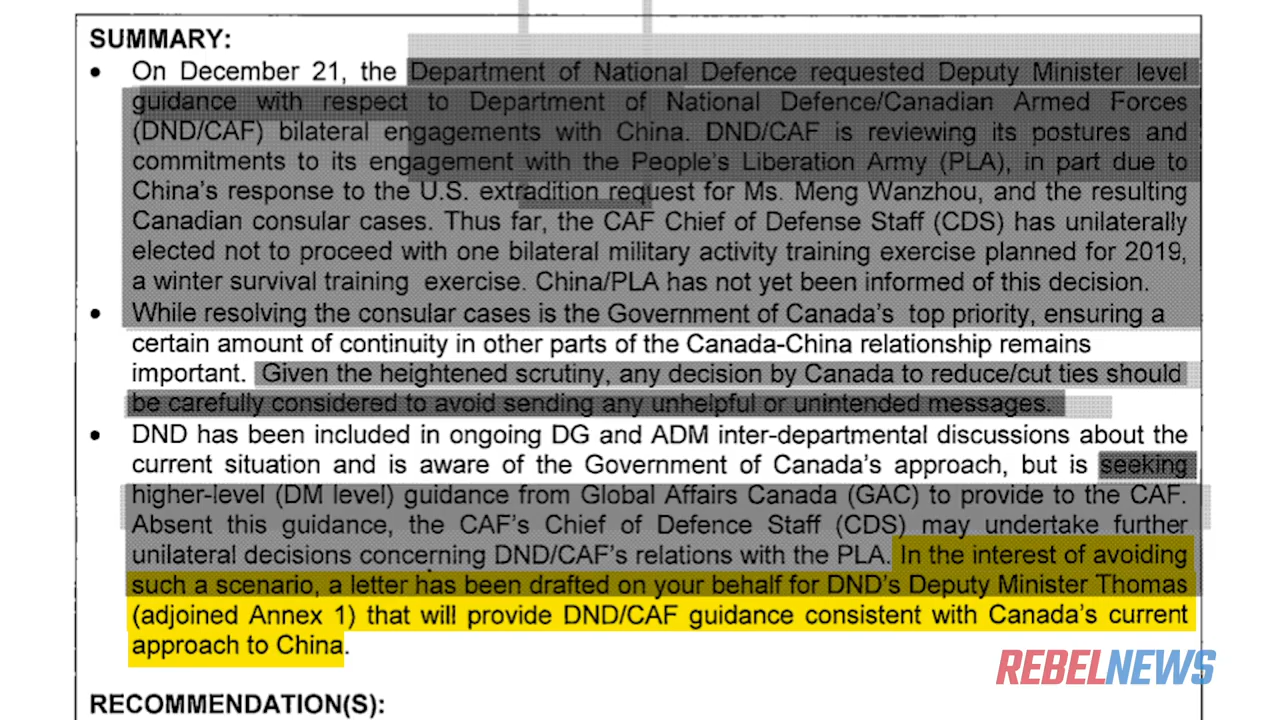 SUMMARY:
• On December 21, the Department of National Defence requested Deputy Minister level
guidance with respect to Department of National Defence/Canadian Armed Forces
(DND/CAF) bilateral engagements with China. DND/CAF is reviewing its postures and
commitments to its engagement with the People's Liberation Army (PLA), in part due to
China's response to the U.S. extradition request for Ms. Meng Wanzhou, and the resulting
Canadian consular cases. Thus far, the CAF Chief of Defense Staff (CDS) has unilaterally
elected not to proceed with one bilateral military activity training exercise planned for 2019,
a winter survival training exercise. China/PLA has not yet been informed of this decision.
• While resolving the consular cases is the Government of Canada's top priority, ensuring a
certain amount of continuity in other parts of the Canada-China relationship remains
important. Given the heightened scrutiny, any decision by Canada to reduce/cut ties should
be carefully considered to avoid sending any unhelpful or unintended messages.
• DND has been included in ongoing DG and ADM inter-departmental discussions about the
current situation and is aware of the Government of Canada's approach, but is seeking
higher-level (DM level) guidance from Global Affairs Canada (GAC) to provide to the CAF.
Absent this guidance, the CAF's Chief of Defence Staff (CDS) may undertake further
unilateral decisions concerning DND/CAF's relations with the PLA. In the interest of avoiding
such a scenario, a letter has been drafted on your behalf for DND's Deputy Minister Thomas
(adjoined Annex 1) that will provide DND/CAF guidance consistent with Canada's current
approach to China.
REBELNEWS
RECOMMENDATION(S):